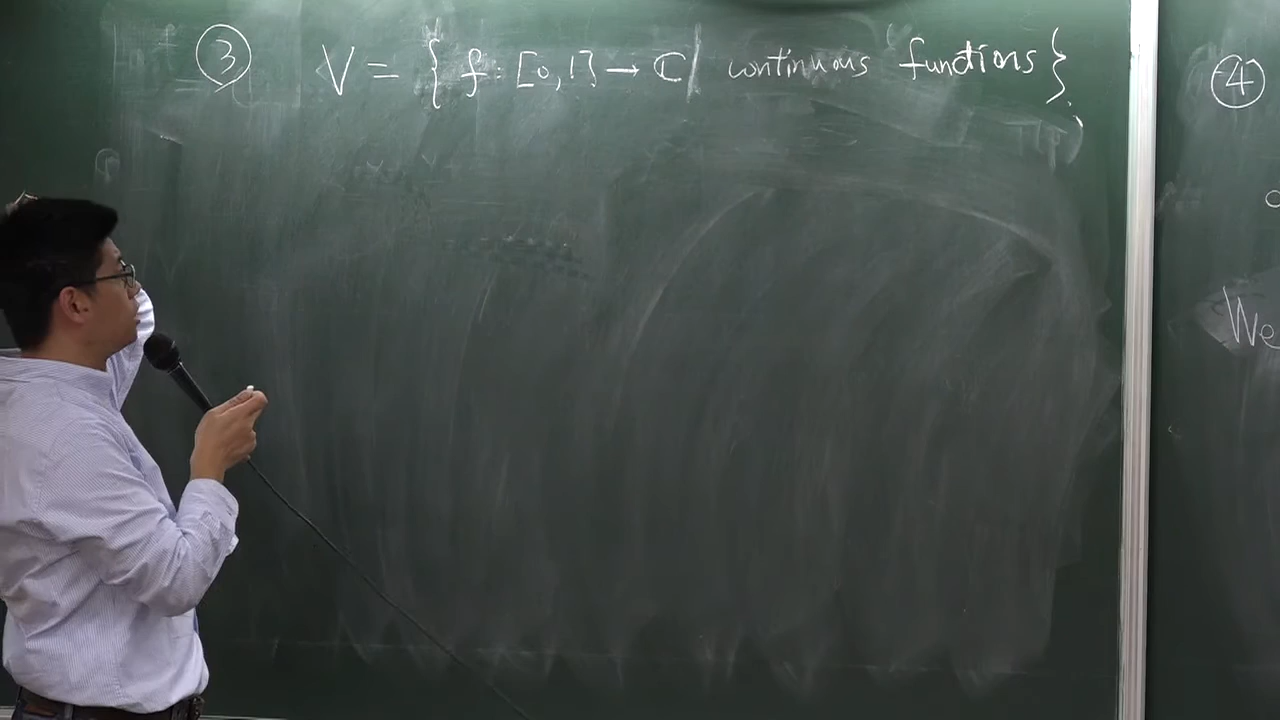 ③ V = { f : [0,1] → ℂ | continuous functions }.
④
We